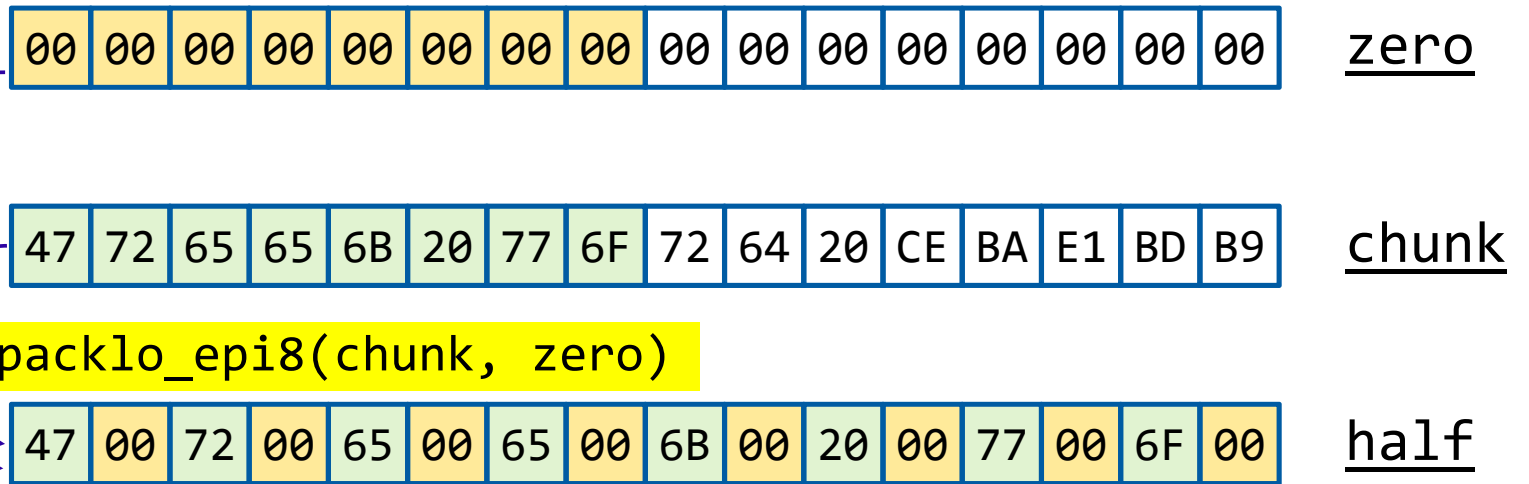 00 00 00 00 00 00 00 00 00 00 00 00 00 00 00 00 zero
47 72 65 65 6B 20 77 6F 72 64 20 CE BA E1 BD B9 chunk
packlo_epi8(chunk, zero)
47 00 72 00 65 00 65 00 6B 00 20 00 77 00 6F 00 half